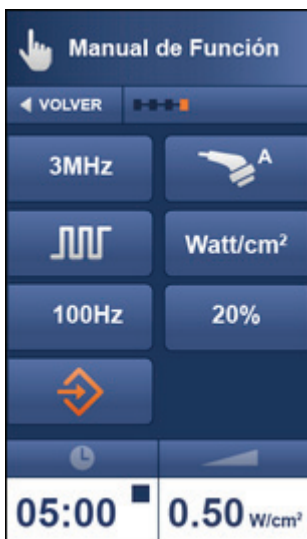 Manual de Función
VOLVER
3MHz
A
Watt/cm²
100Hz
20%
05:00
0.50 W/cm²